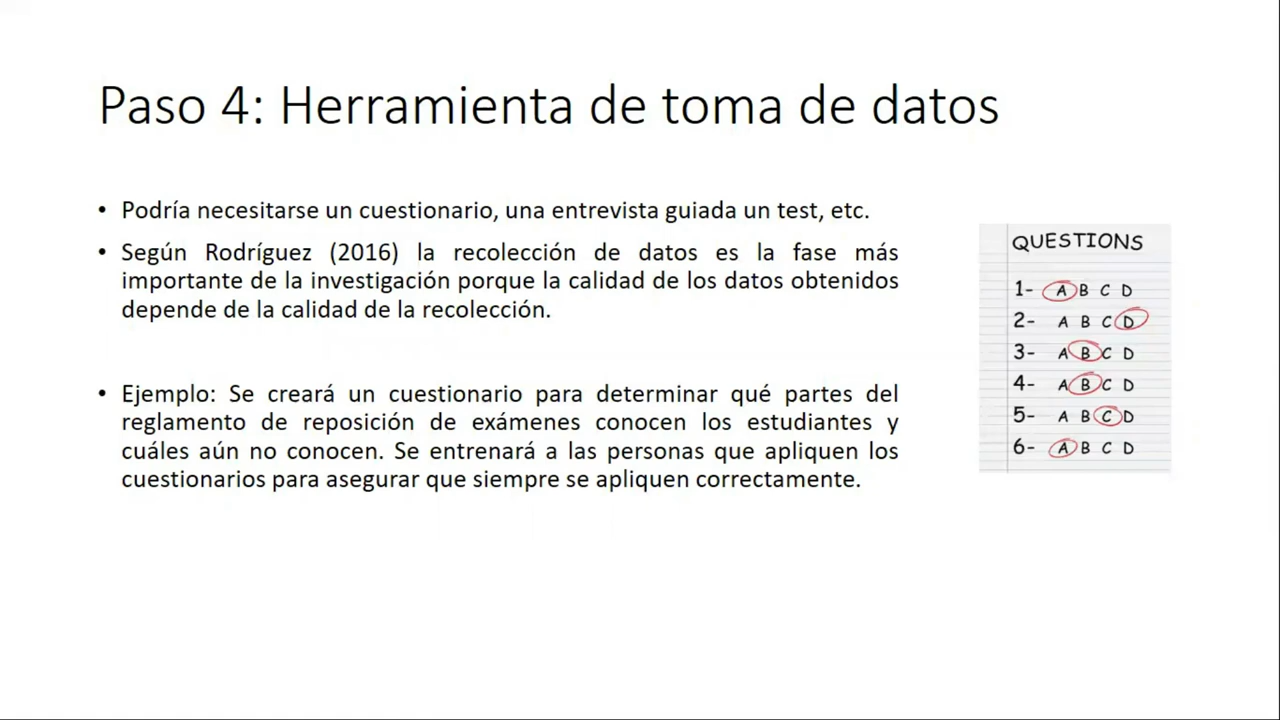 Paso 4: Herramienta de toma de datos
• Podría necesitarse un cuestionario, una entrevista guiada un test, etc.
• Según Rodríguez (2016) la recolección de datos es la fase más
importante de la investigación porque la calidad de los datos obtenidos
depende de la calidad de la recolección.
• Ejemplo: Se creará un cuestionario para determinar qué partes del
reglamento de reposición de exámenes conocen los estudiantes y
cuáles aún no conocen. Se entrenará a las personas que apliquen los
cuestionarios para asegurar que siempre se apliquen correctamente.
QUESTIONS
1- A B C D
2- A B C D
3- A B C D
4- A B C D
5- A B C D
6- A B C D